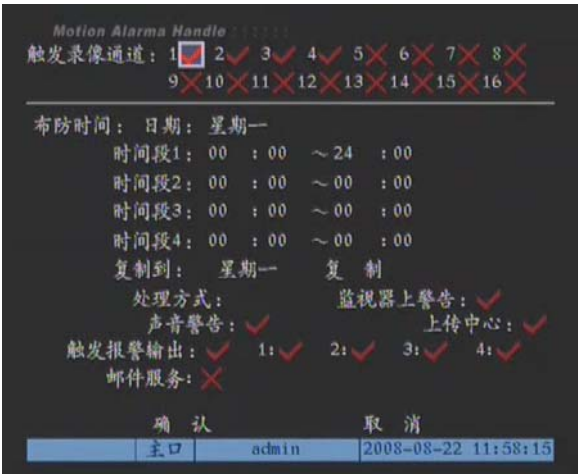 Motion Alarma Handle
触发录像通道： 1 ✓ 2 ✓ 3 ✓ 4 ✓ 5 ✗ 6 ✗ 7 ✗ 8 ✗
9 ✗ 10 ✗ 11 ✗ 12 ✗ 13 ✗ 14 ✗ 15 ✗ 16 ✗
布防时间： 日期： 星期一
时间段1： 00 : 00 ～ 24 : 00
时间段2： 00 : 00 ～ 00 : 00
时间段3： 00 : 00 ～ 00 : 00
时间段4： 00 : 00 ～ 00 : 00
复制到： 星期一 复 制
处理方式： 监视器上警告： ✓
声音警告： ✓ 上传中心： ✓
触发报警输出： ✓ 1: ✓ 2: ✓ 3: ✓ 4: ✓
邮件服务： ✗
确 认 取 消
主口 admin 2008-08-22 11:58:15